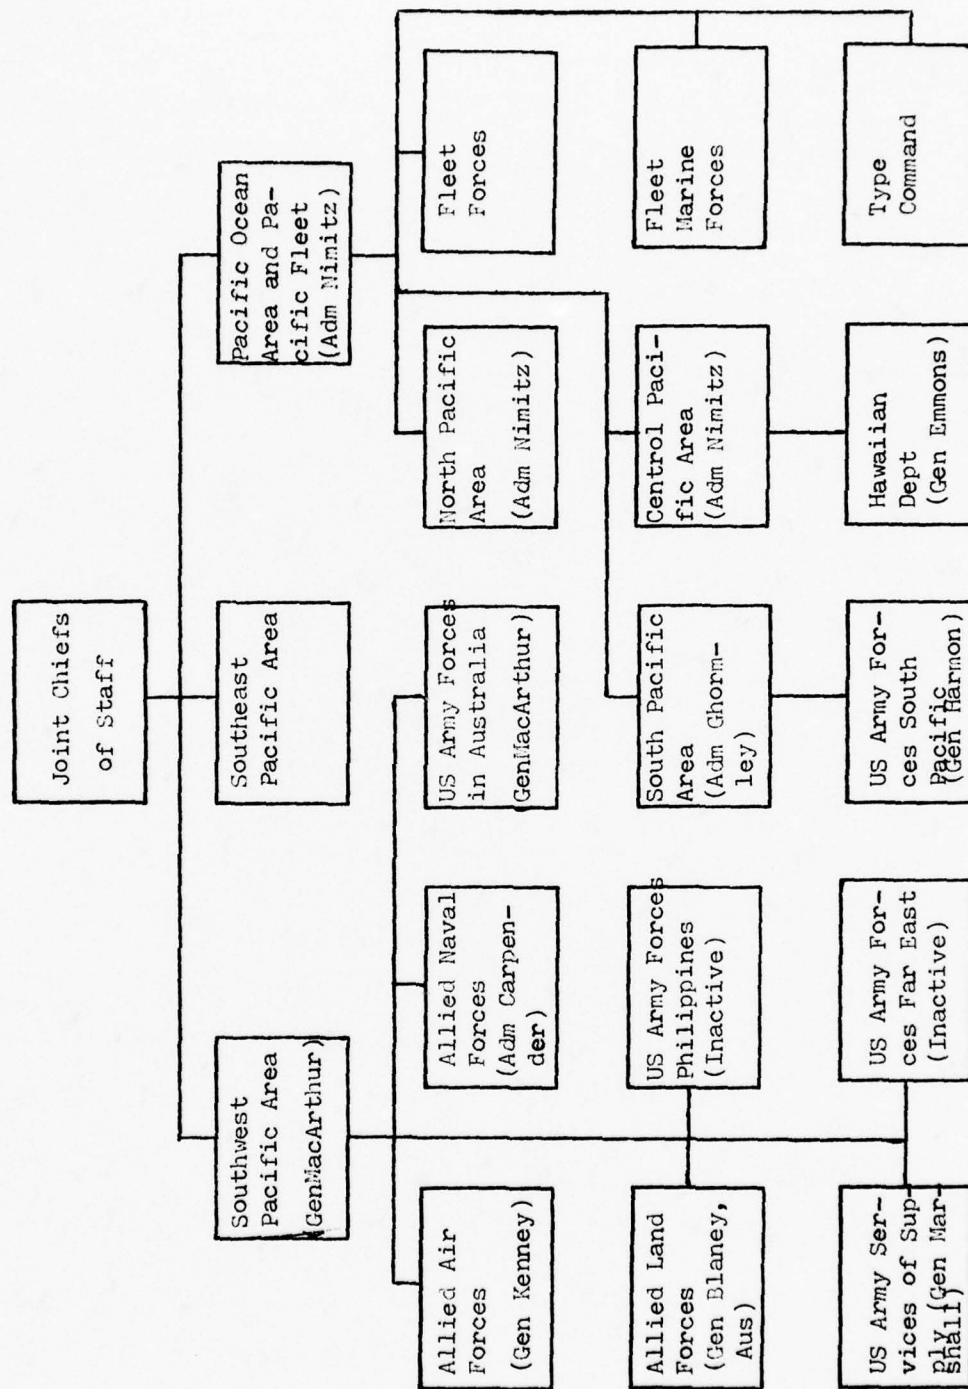 Joint Chiefs
of Staff
Southwest
Pacific Area
(GenMacArthur)
Southeast
Pacific Area
Pacific Ocean
Area and Pa-
cific Fleet
(Adm Nimitz)
Allied Air
Forces
(Gen Kenney)
Allied Naval
Forces
(Adm Carpen-
der)
US Army Forces
in Australia
GenMacArthur)
North Pacific
Area
(Adm Nimitz)
Fleet
Forces
Allied Land
Forces
(Gen Blaney,
Aus)
US Army Forces
Philippines
(Inactive)
South Pacific
Area
(Adm Ghorm-
ley)
Central Paci-
fic Area
(Adm Nimitz)
Fleet
Marine
Forces
US Army Ser-
vices of Sup-
ply (Gen Mar-
shall)
US Army For-
ces Far East
(Inactive)
US Army For-
ces South
Pacific
(Gen Harmon)
Hawaiian
Dept
(Gen Emmons)
Type
Command